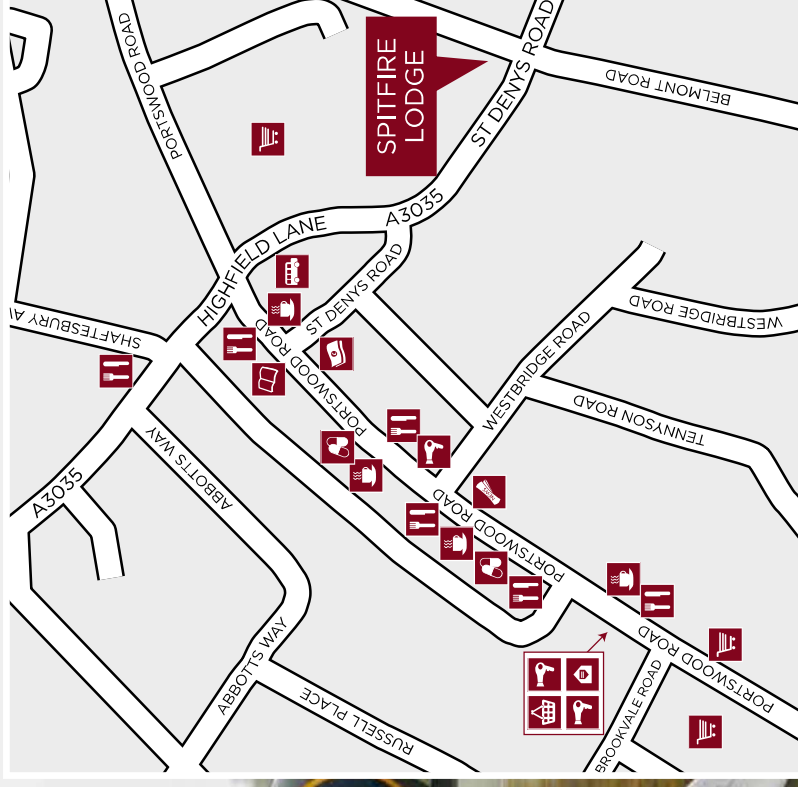 PORTSWOOD ROAD
SPITFIRE
LODGE
ST DENYS ROAD
BELMONT ROAD
A3035
HIGHFIELD LANE
ST DENYS ROAD
SHAFTESBURY AV
PORTSWOOD ROAD
WESTBRIDGE ROAD
WESTBRIDGE ROAD
TENNYSON ROAD
A3035
ABBOTTS WAY
PORTSWOOD ROAD
ABBOTTS WAY
RUSSELL PLACE
BROOKVALE ROAD
PORTSWOOD ROAD